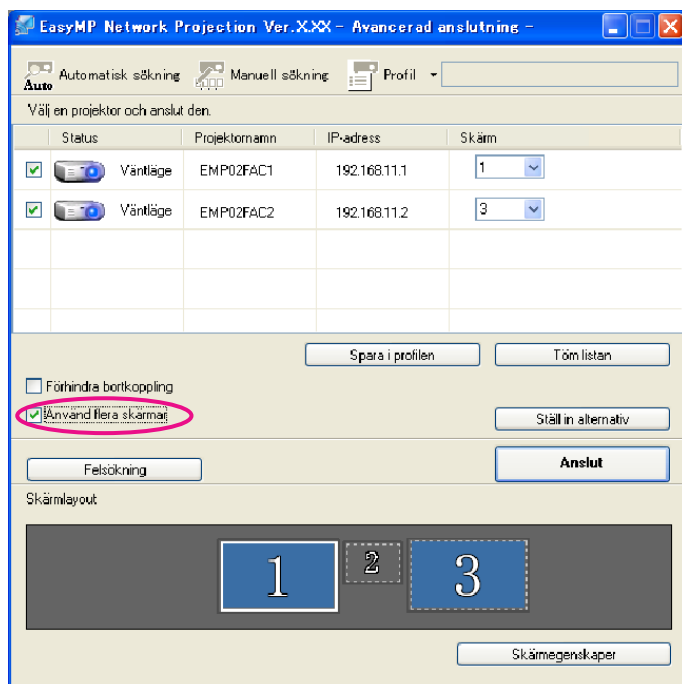 EasyMP Network Projection Ver.X.XX – Avancerad anslutning –
Auto Automatisk sökning Manuell sökning Profil
Välj en projektor och anslut den.
Status Projektornamn IP-adress Skärm
Vänтläge EMP02FAC1 192.168.11.1 1
Vänтläge EMP02FAC2 192.168.11.2 3
Spara i profilen Töm listan
Förhindra bortkoppling
Använd flera skärmar Ställ in alternativ
Felsökning Anslut
Skärmlayout
1 2 3
Skärmegenskaper